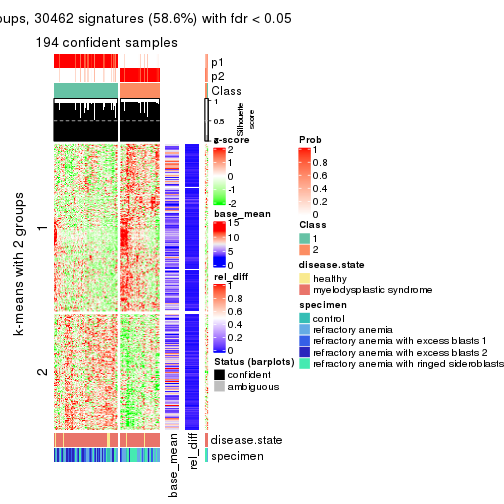 oups, 30462 signatures (58.6%) with fdr < 0.05
194 confident samples
p1
p2
Class
1
0.5
0
Silhouette
score
k-means with 2 groups
1
2
z-score
2
1
0
-1
-2
base_mean
15
10
5
0
rel_diff
1
0.8
0.6
0.4
0.2
0
Status (barplots)
confident
ambiguous
Prob
1
0.8
0.6
0.4
0.2
0
Class
1
2
disease.state
healthy
myelodysplastic syndrome
specimen
control
refractory anemia
refractory anemia with excess blasts 1
refractory anemia with excess blasts 2
refractory anemia with ringed sideroblasts
disease.state
specimen
base_mean
rel_diff